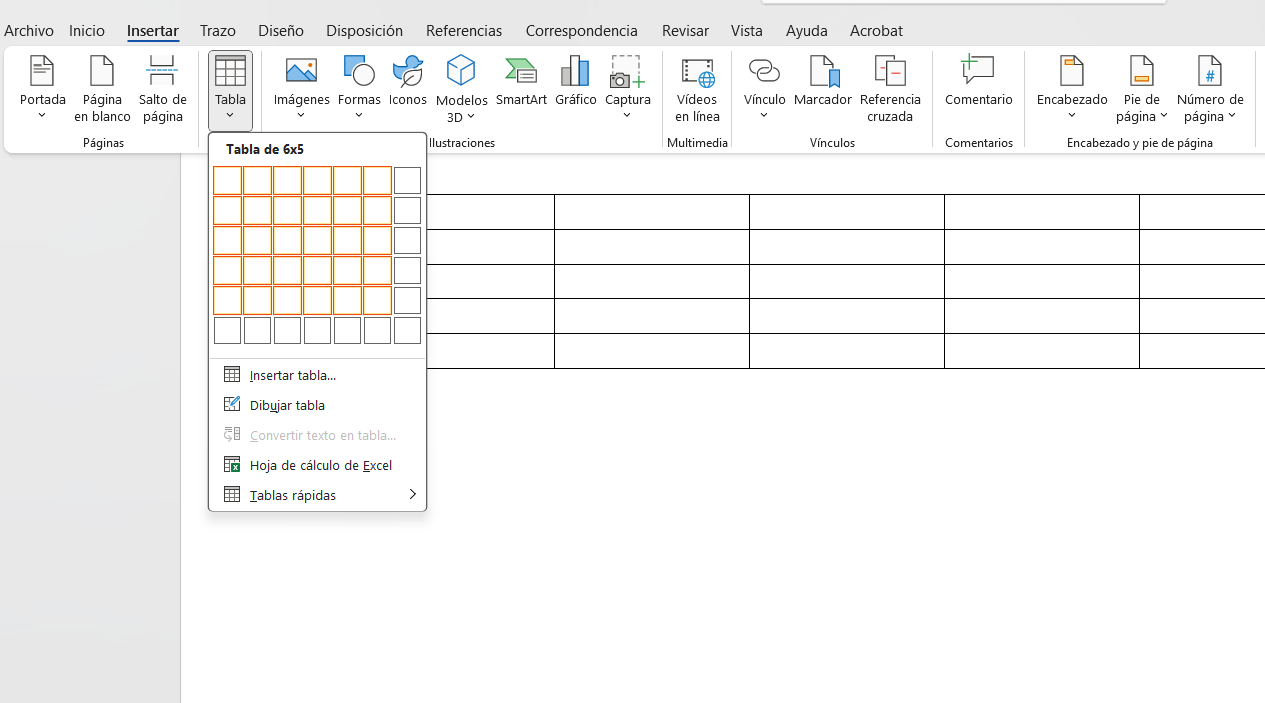 Archivo Inicio Insertar Trazo Diseño Disposición Referencias Correspondencia Revisar Vista Ayuda Acrobat
Portada
Página
en blanco
Salto de
página
Páginas
Tabla
Imágenes
Formas
Iconos
Modelos
3D
SmartArt
Gráfico
Captura
llustraciones
Vídeos
en línea
Multimedia
Vínculo
Marcador
Referencia
cruzada
Vínculos
Comentario
Comentarios
Encabezado
Pie de
página
#
Número de
página
Encabezado y pie de página
Tabla de 6x5
Insertar tabla...
Dibujar tabla
Convertir texto en tabla...
Hoja de cálculo de Excel
Tablas rápidas